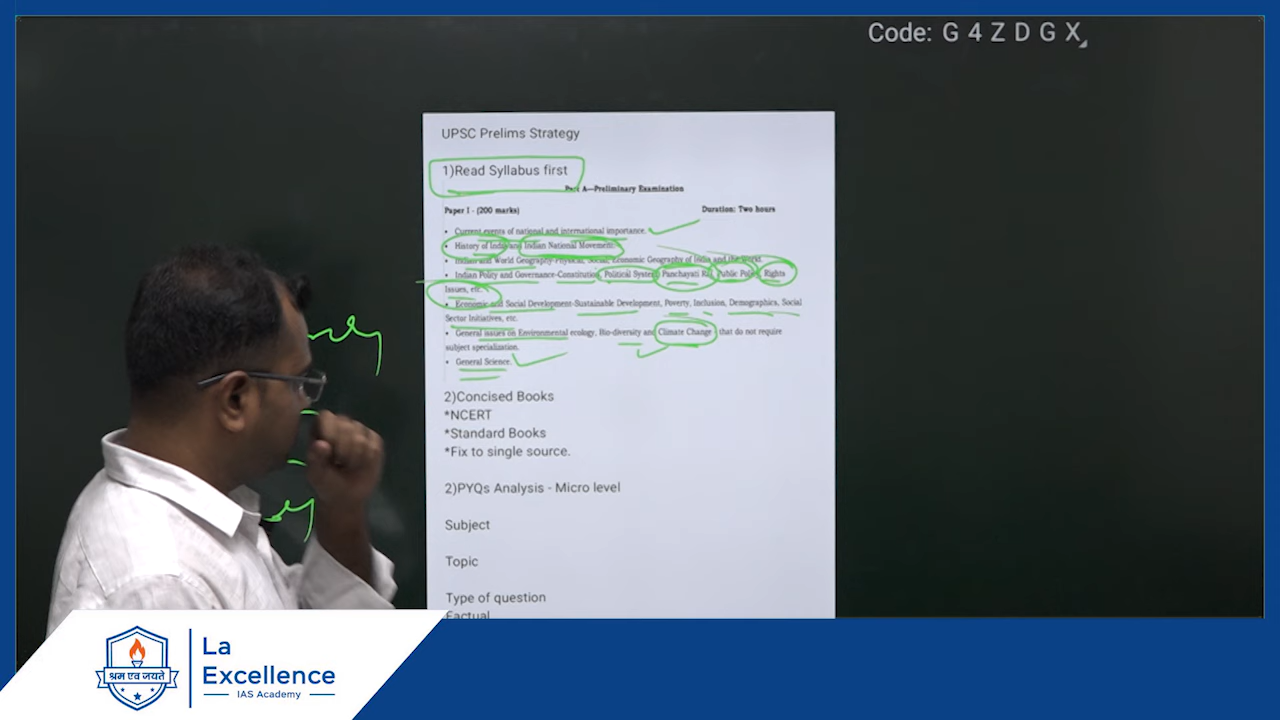 Code: G 4 Z D G X
UPSC Prelims Strategy
1)Read Syllabus first
Part A—Preliminary Examination
Paper I - (200 marks) Duration: Two hours
• Current events of national and international importance.
• History of India and Indian National Movement.
• Indian and World Geography-Physical, Social, Economic Geography of India and the World.
• Indian Polity and Governance-Constitution, Political System, Panchayati Raj, Public Policy, Rights
Issues, etc.
• Economic and Social Development-Sustainable Development, Poverty, Inclusion, Demographics, Social
Sector Initiatives, etc.
• General issues on Environmental ecology, Bio-diversity and Climate Change that do not require
subject specialization.
• General Science.
2)Concised Books
*NCERT
*Standard Books
*Fix to single source.
2)PYQs Analysis - Micro level
Subject
Topic
Type of question
Factual
श्रम एव जयते
La
Excellence
IAS Academy